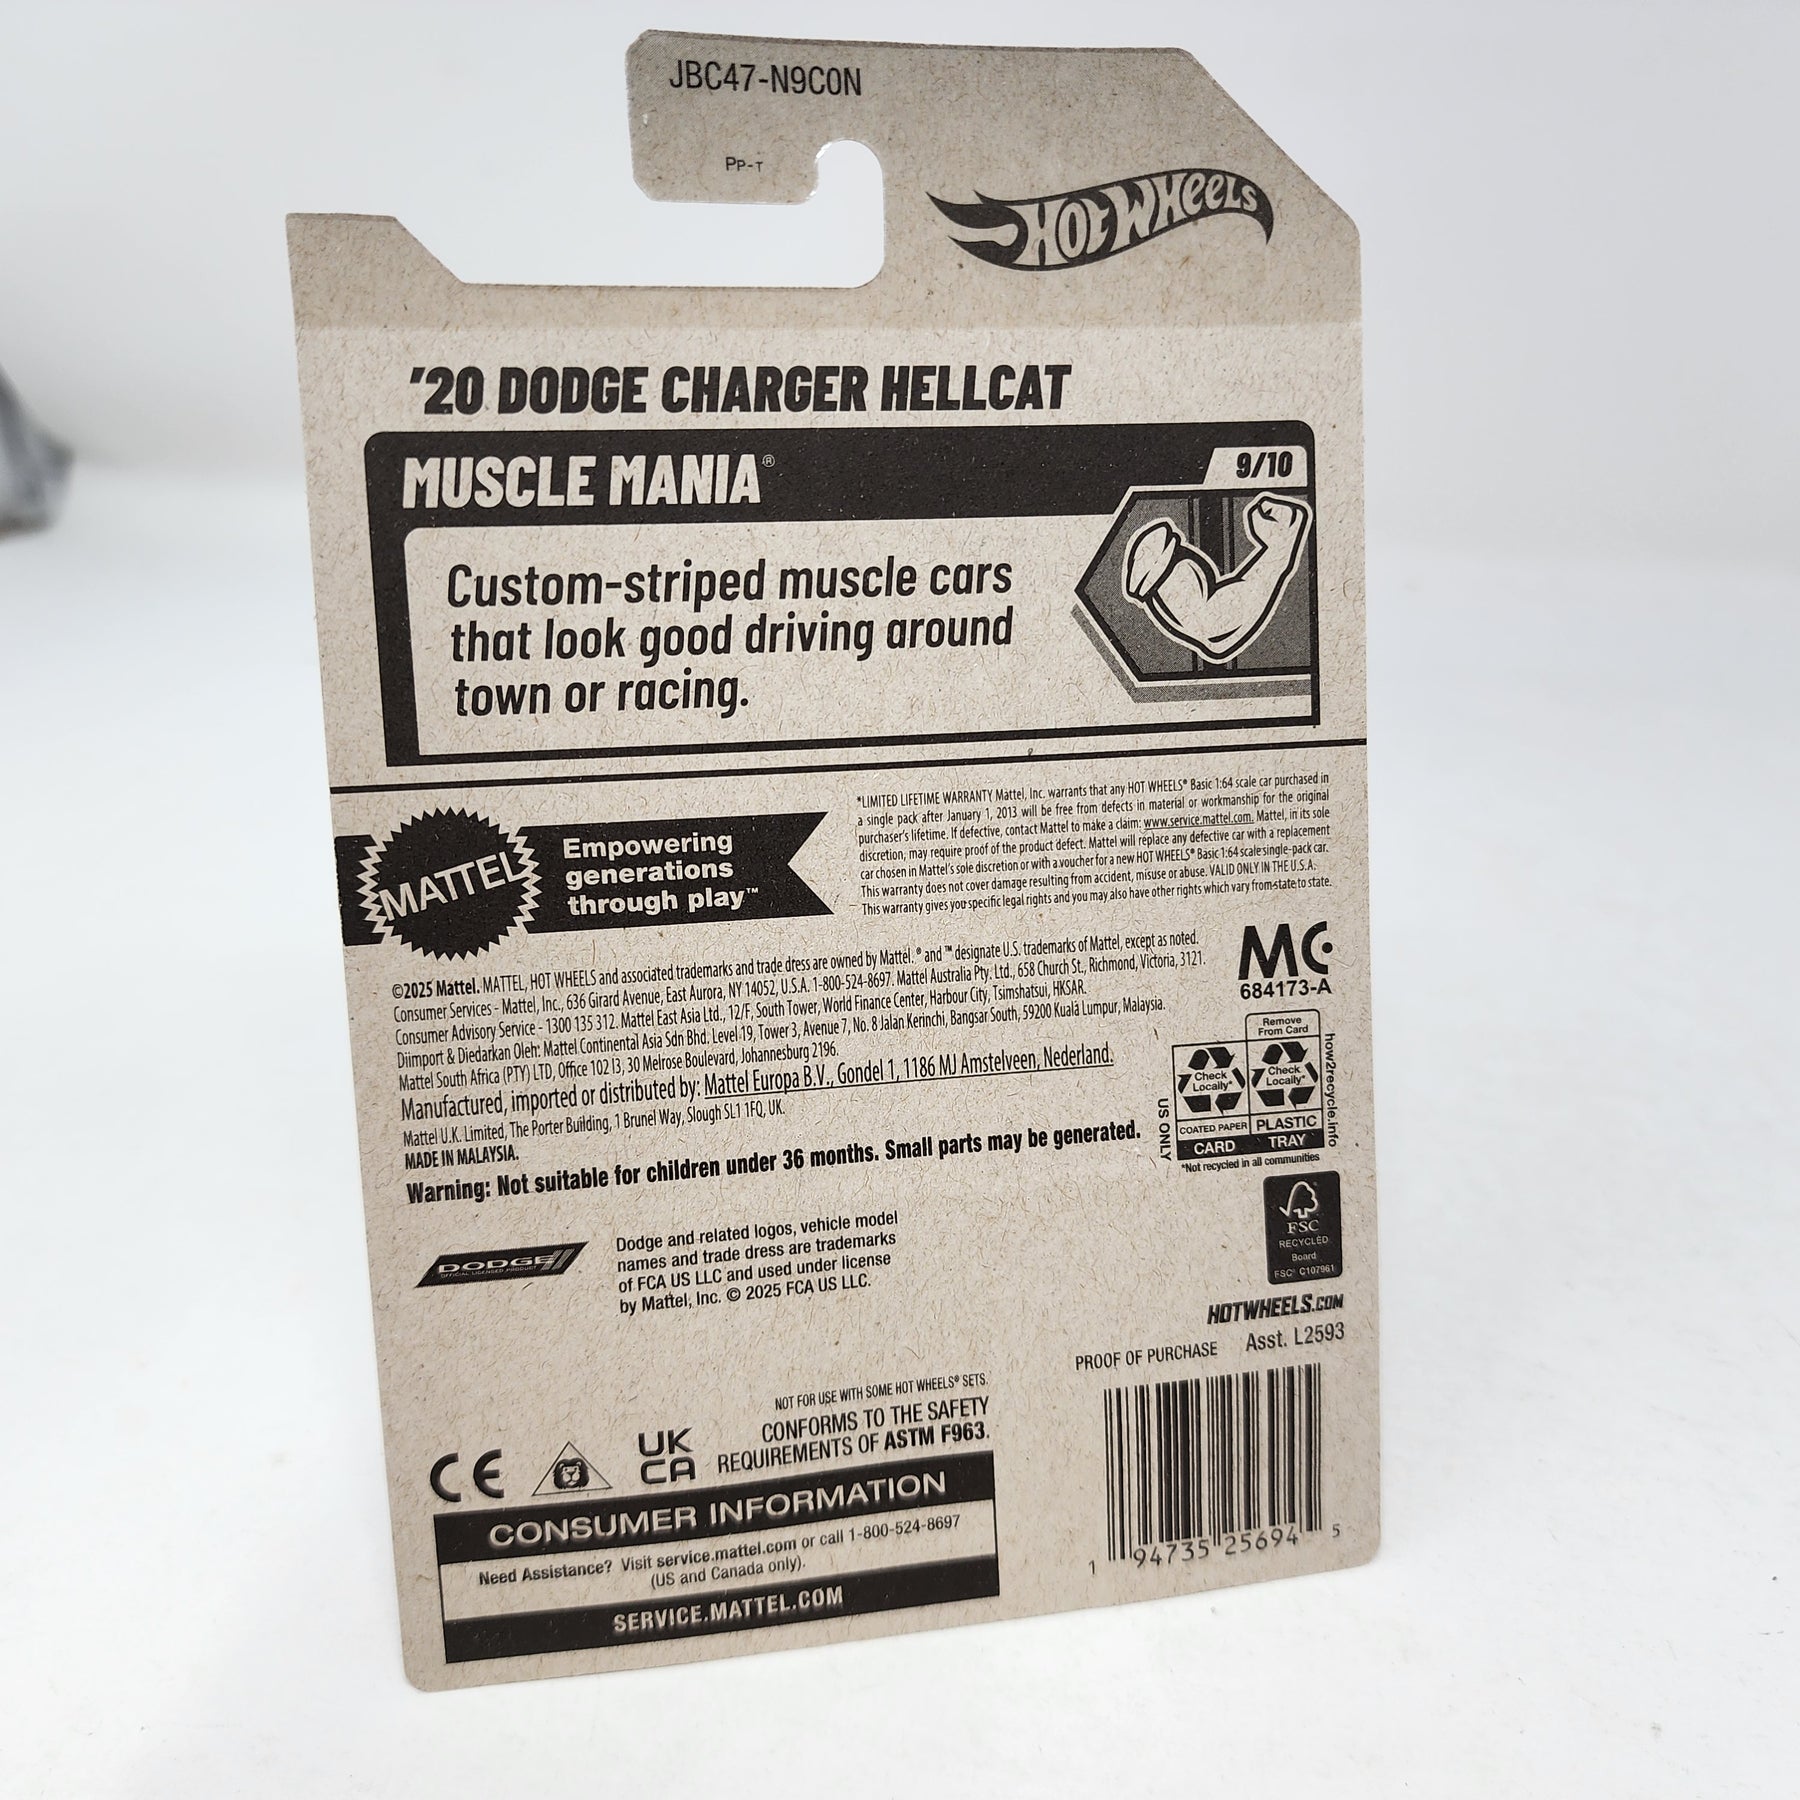 JBC47-N9C0N
PP-T
HOT WHEELS
'20 DODGE CHARGER HELLCAT
MUSCLE MANIA®
9/10
Custom-striped muscle cars
that look good driving around
town or racing.
MATTEL
Empowering
generations
through play™
*LIMITED LIFETIME WARRANTY Mattel, Inc. warrants that any HOT WHEELS® Basic 1:64 scale car purchased in
a single pack after January 1, 2013 will be free from defects in material or workmanship for the original
purchaser's lifetime. If defective, contact Mattel to make a claim: www.service.mattel.com. Mattel, in its sole
discretion, may require proof of the product defect. Mattel will replace any defective car with a replacement
car chosen in Mattel's sole discretion or with a voucher for a new HOT WHEELS® Basic 1:64 scale single-pack car.
This warranty does not cover damage resulting from accident, misuse or abuse. VALID ONLY IN THE U.S.A.
This warranty gives you specific legal rights and you may also have other rights which vary from state to state.
©2025 Mattel. MATTEL, HOT WHEELS and associated trademarks and trade dress are owned by Mattel. ® and ™ designate U.S. trademarks of Mattel, except as noted.
Consumer Services - Mattel, Inc., 636 Girard Avenue, East Aurora, NY 14052, U.S.A. 1-800-524-8697. Mattel Australia Pty. Ltd., 658 Church St., Richmond, Victoria, 3121.
Consumer Advisory Service - 1300 135 312. Mattel East Asia Ltd., 12/F, South Tower, World Finance Center, Harbour City, Tsimshatsui, HKSAR.
Diimport & Diedarkan Oleh: Mattel Continental Asia Sdn Bhd. Level 19, Tower 3, Avenue 7, No. 8 Jalan Kerinchi, Bangsar South, 59200 Kuala Lumpur, Malaysia.
Mattel South Africa (PTY) LTD, Office 102 I3, 30 Melrose Boulevard, Johannesburg 2196.
Manufactured, imported or distributed by: Mattel Europa B.V., Gondel 1, 1186 MJ Amstelveen, Nederland.
Mattel U.K. Limited, The Porter Building, 1 Brunel Way, Slough SL1 1FQ, UK.
MADE IN MALAYSIA.
Warning: Not suitable for children under 36 months. Small parts may be generated.
MC
684173-A
Remove
From Card
Check
Locally*
Check
Locally*
COATED PAPER
PLASTIC
CARD
TRAY
US ONLY
how2recycle.info
*Not recycled in all communities
FSC
RECYCLED
Board
FSC® C107961
DODGE
OFFICIAL LICENSED PRODUCT
Dodge and related logos, vehicle model
names and trade dress are trademarks
of FCA US LLC and used under license
by Mattel, Inc. © 2025 FCA US LLC.
HOTWHEELS.COM
PROOF OF PURCHASE
Asst. L2593
NOT FOR USE WITH SOME HOT WHEELS® SETS.
CONFORMS TO THE SAFETY
REQUIREMENTS OF ASTM F963.
CE
UK
CA
CONSUMER INFORMATION
Need Assistance? Visit service.mattel.com or call 1-800-524-8697
(US and Canada only).
SERVICE.MATTEL.COM
1 94735 25694 5